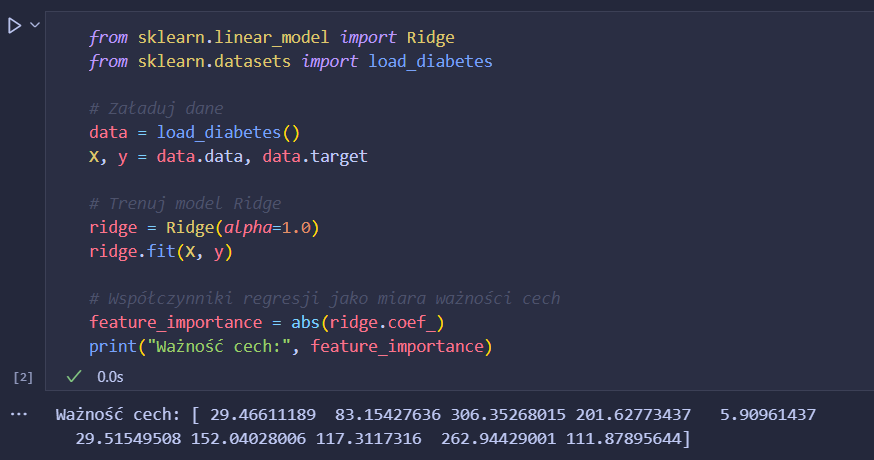 from sklearn.linear_model import Ridge
from sklearn.datasets import load_diabetes
# Załaduj dane
data = load_diabetes()
X, y = data.data, data.target
# Trenuj model Ridge
ridge = Ridge(alpha=1.0)
ridge.fit(X, y)
# Współczynniki regresji jako miara ważności cech
feature_importance = abs(ridge.coef_)
print("Ważność cech:", feature_importance)
[2] 0.0s
... Ważność cech: [ 29.46611189  83.15427636 306.35268015 201.62773437   5.90961437
29.51549508 152.04028006 117.3117316  262.94429001 111.87895644]